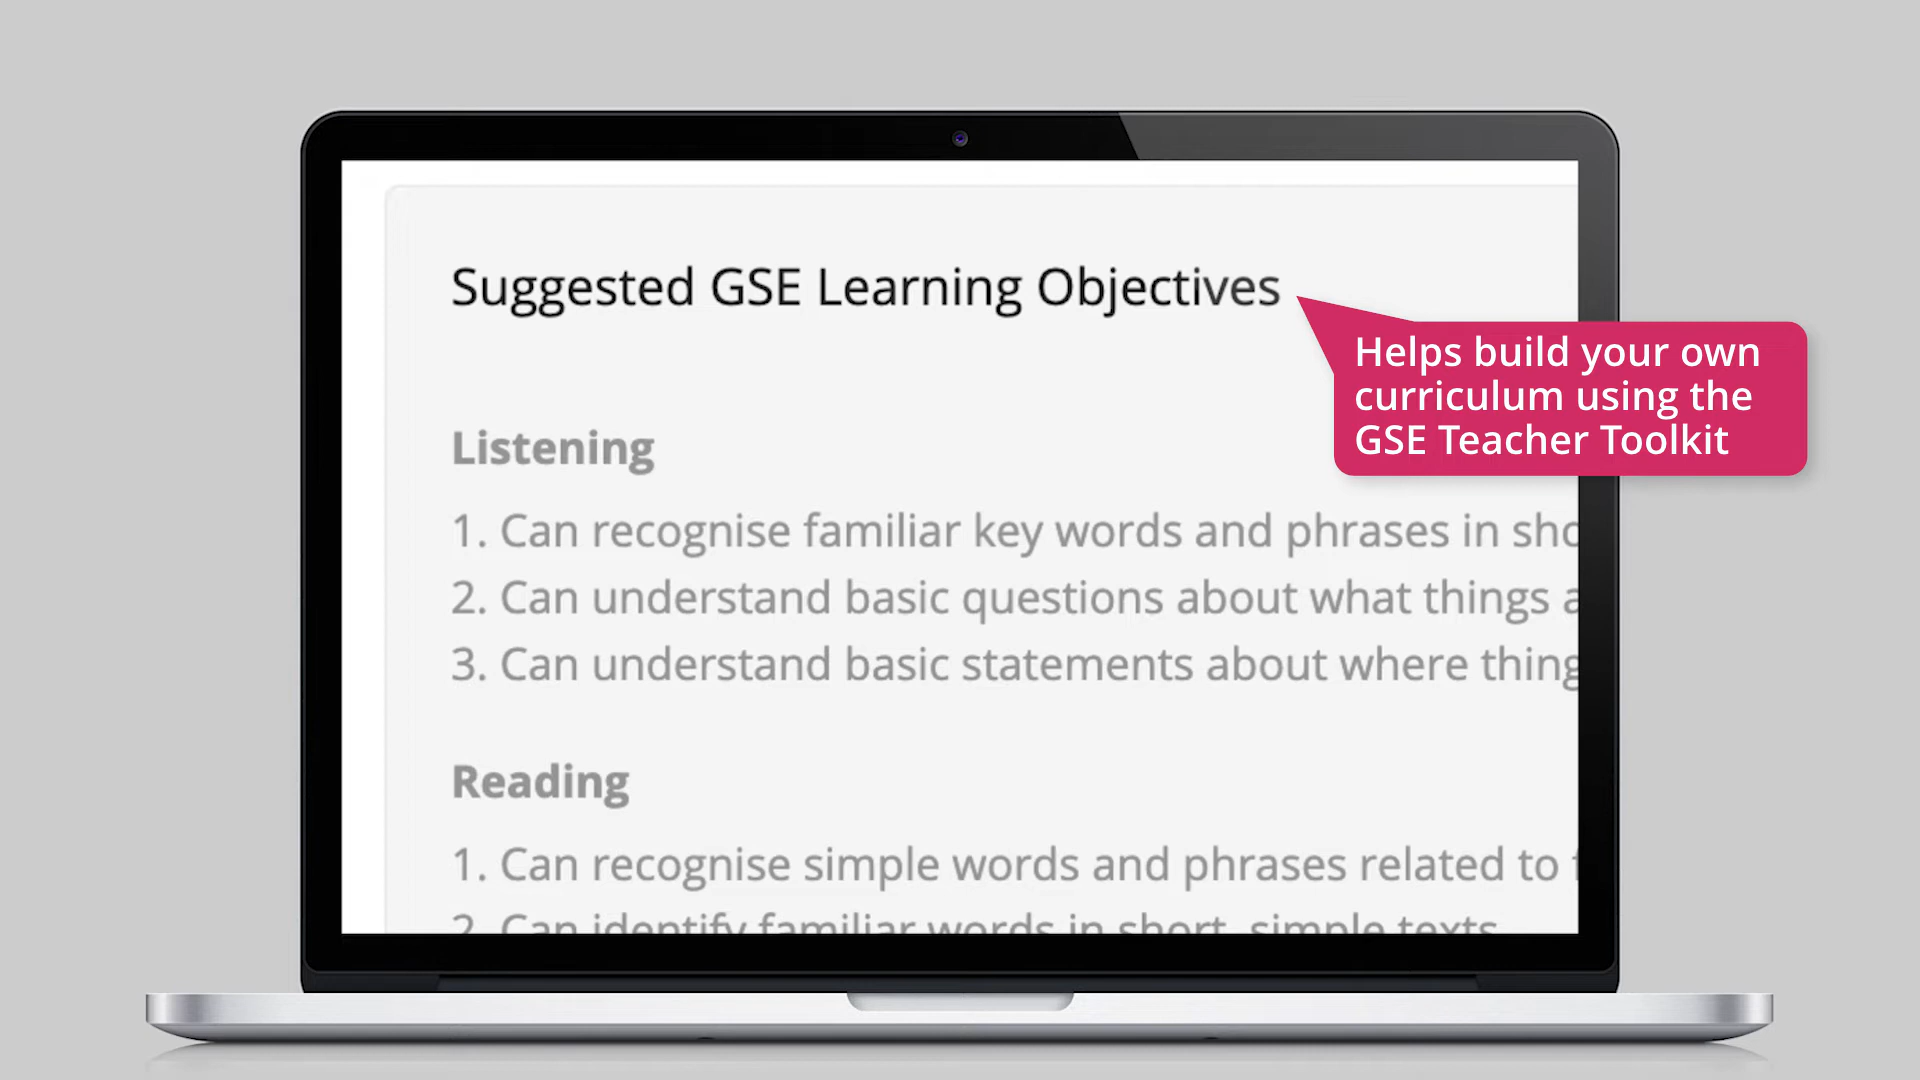 Suggested GSE Learning Objectives
Helps build your own
curriculum using the
GSE Teacher Toolkit
Listening
1. Can recognise familiar key words and phrases in
2. Can understand basic questions about what things
3. Can understand basic statements about where
Reading
1. Can recognise simple words and phrases related to
2. Can identify familiar words in short, simple texts